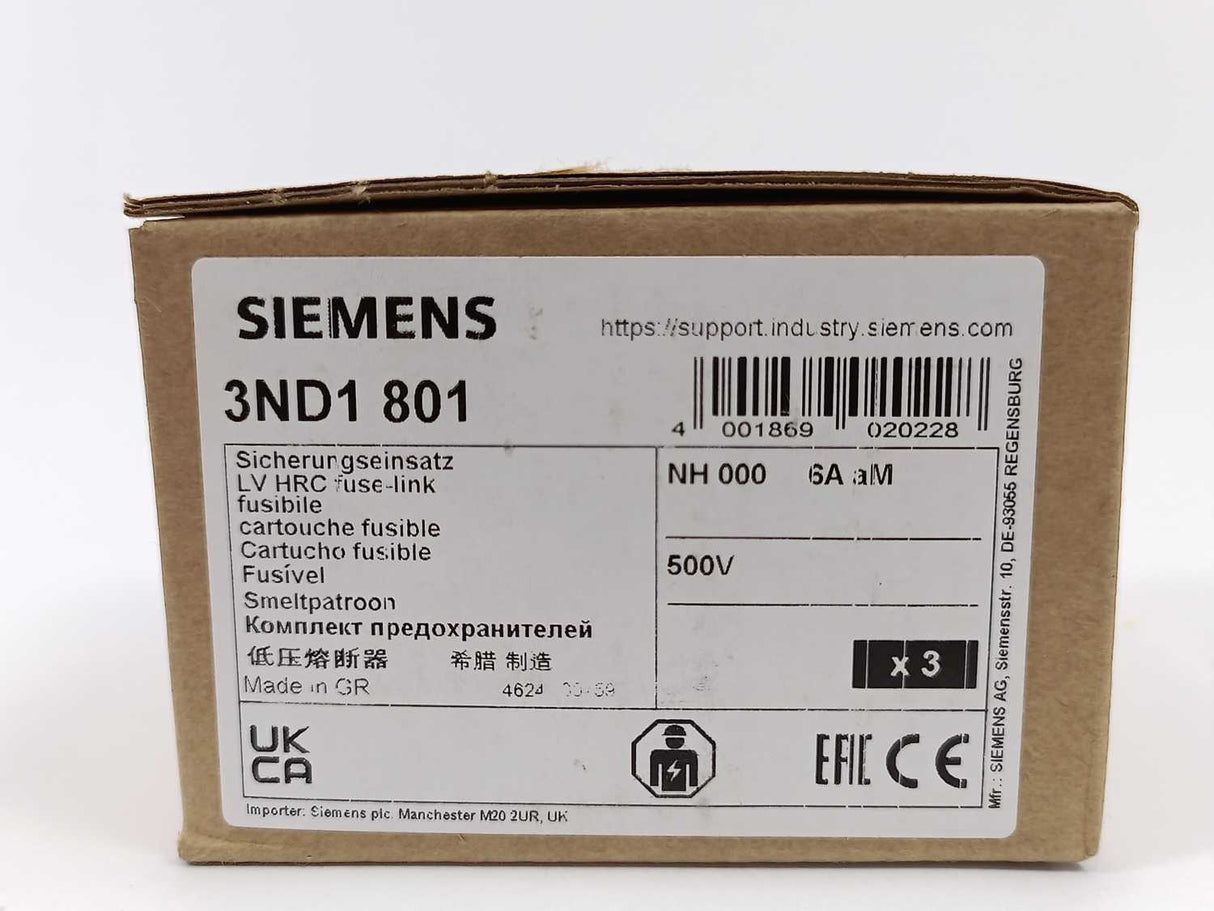 SIEMENS
https://support.industry.siemens.com
3ND1 801
4 001869 020228
Sicherungseinsatz
LV HRC fuse-link
fusibile
cartouche fusible
Cartucho fusible
Fusível
Smeltpatroon
Комплект предохранителей
低压熔断器 希腊 制造
Made in GR 4624
NH 000 6A aM
500V
x 3
UK
CA
EAC CE
Importer: Siemens plc. Manchester M20 2UR, UK
Mfr.: SIEMENS AG, Siemensstr. 10, DE-93055 REGENSBURG